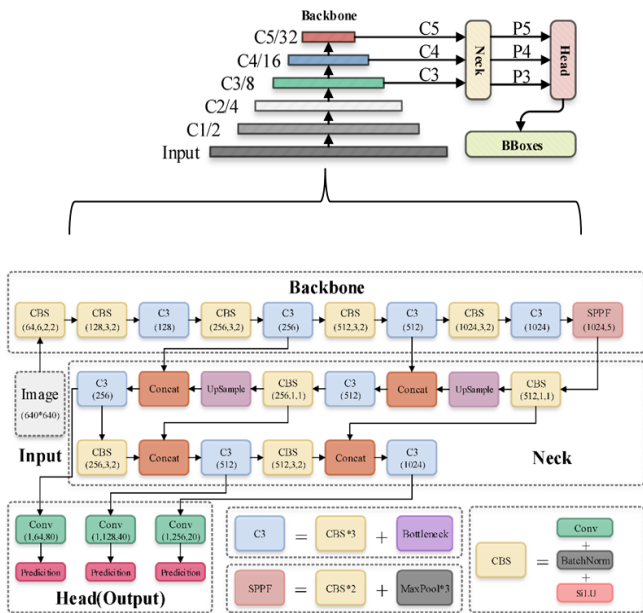 Backbone
C5/32
C5
P5
C4/16
C4
P4
C3/8
C3
P3
Neck
Head
C2/4
C1/2
Input
BBoxes
Backbone
CBS
(64,6,2,2)
CBS
(128,3,2)
C3
(128)
CBS
(256,3,2)
C3
(256)
CBS
(512,3,2)
C3
(512)
CBS
(1024,3,2)
C3
(1024)
SPPF
(1024,5)
Image
(640*640)
Input
C3
(256)
Concat
UpSample
CBS
(256,1,1)
C3
(512)
Concat
UpSample
CBS
(512,1,1)
CBS
(256,3,2)
Concat
C3
(512)
CBS
(512,3,2)
Concat
C3
(1024)
Neck
Conv
(1,64,80)
Conv
(1,128,40)
Conv
(1,256,20)
Predicition
Predicition
Predicition
Head(Output)
C3
=
CBS*3
+
Bottleneck
SPPF
=
CBS*2
+
MaxPool*3
CBS
=
Conv
+
BatchNorm
+
SiLU